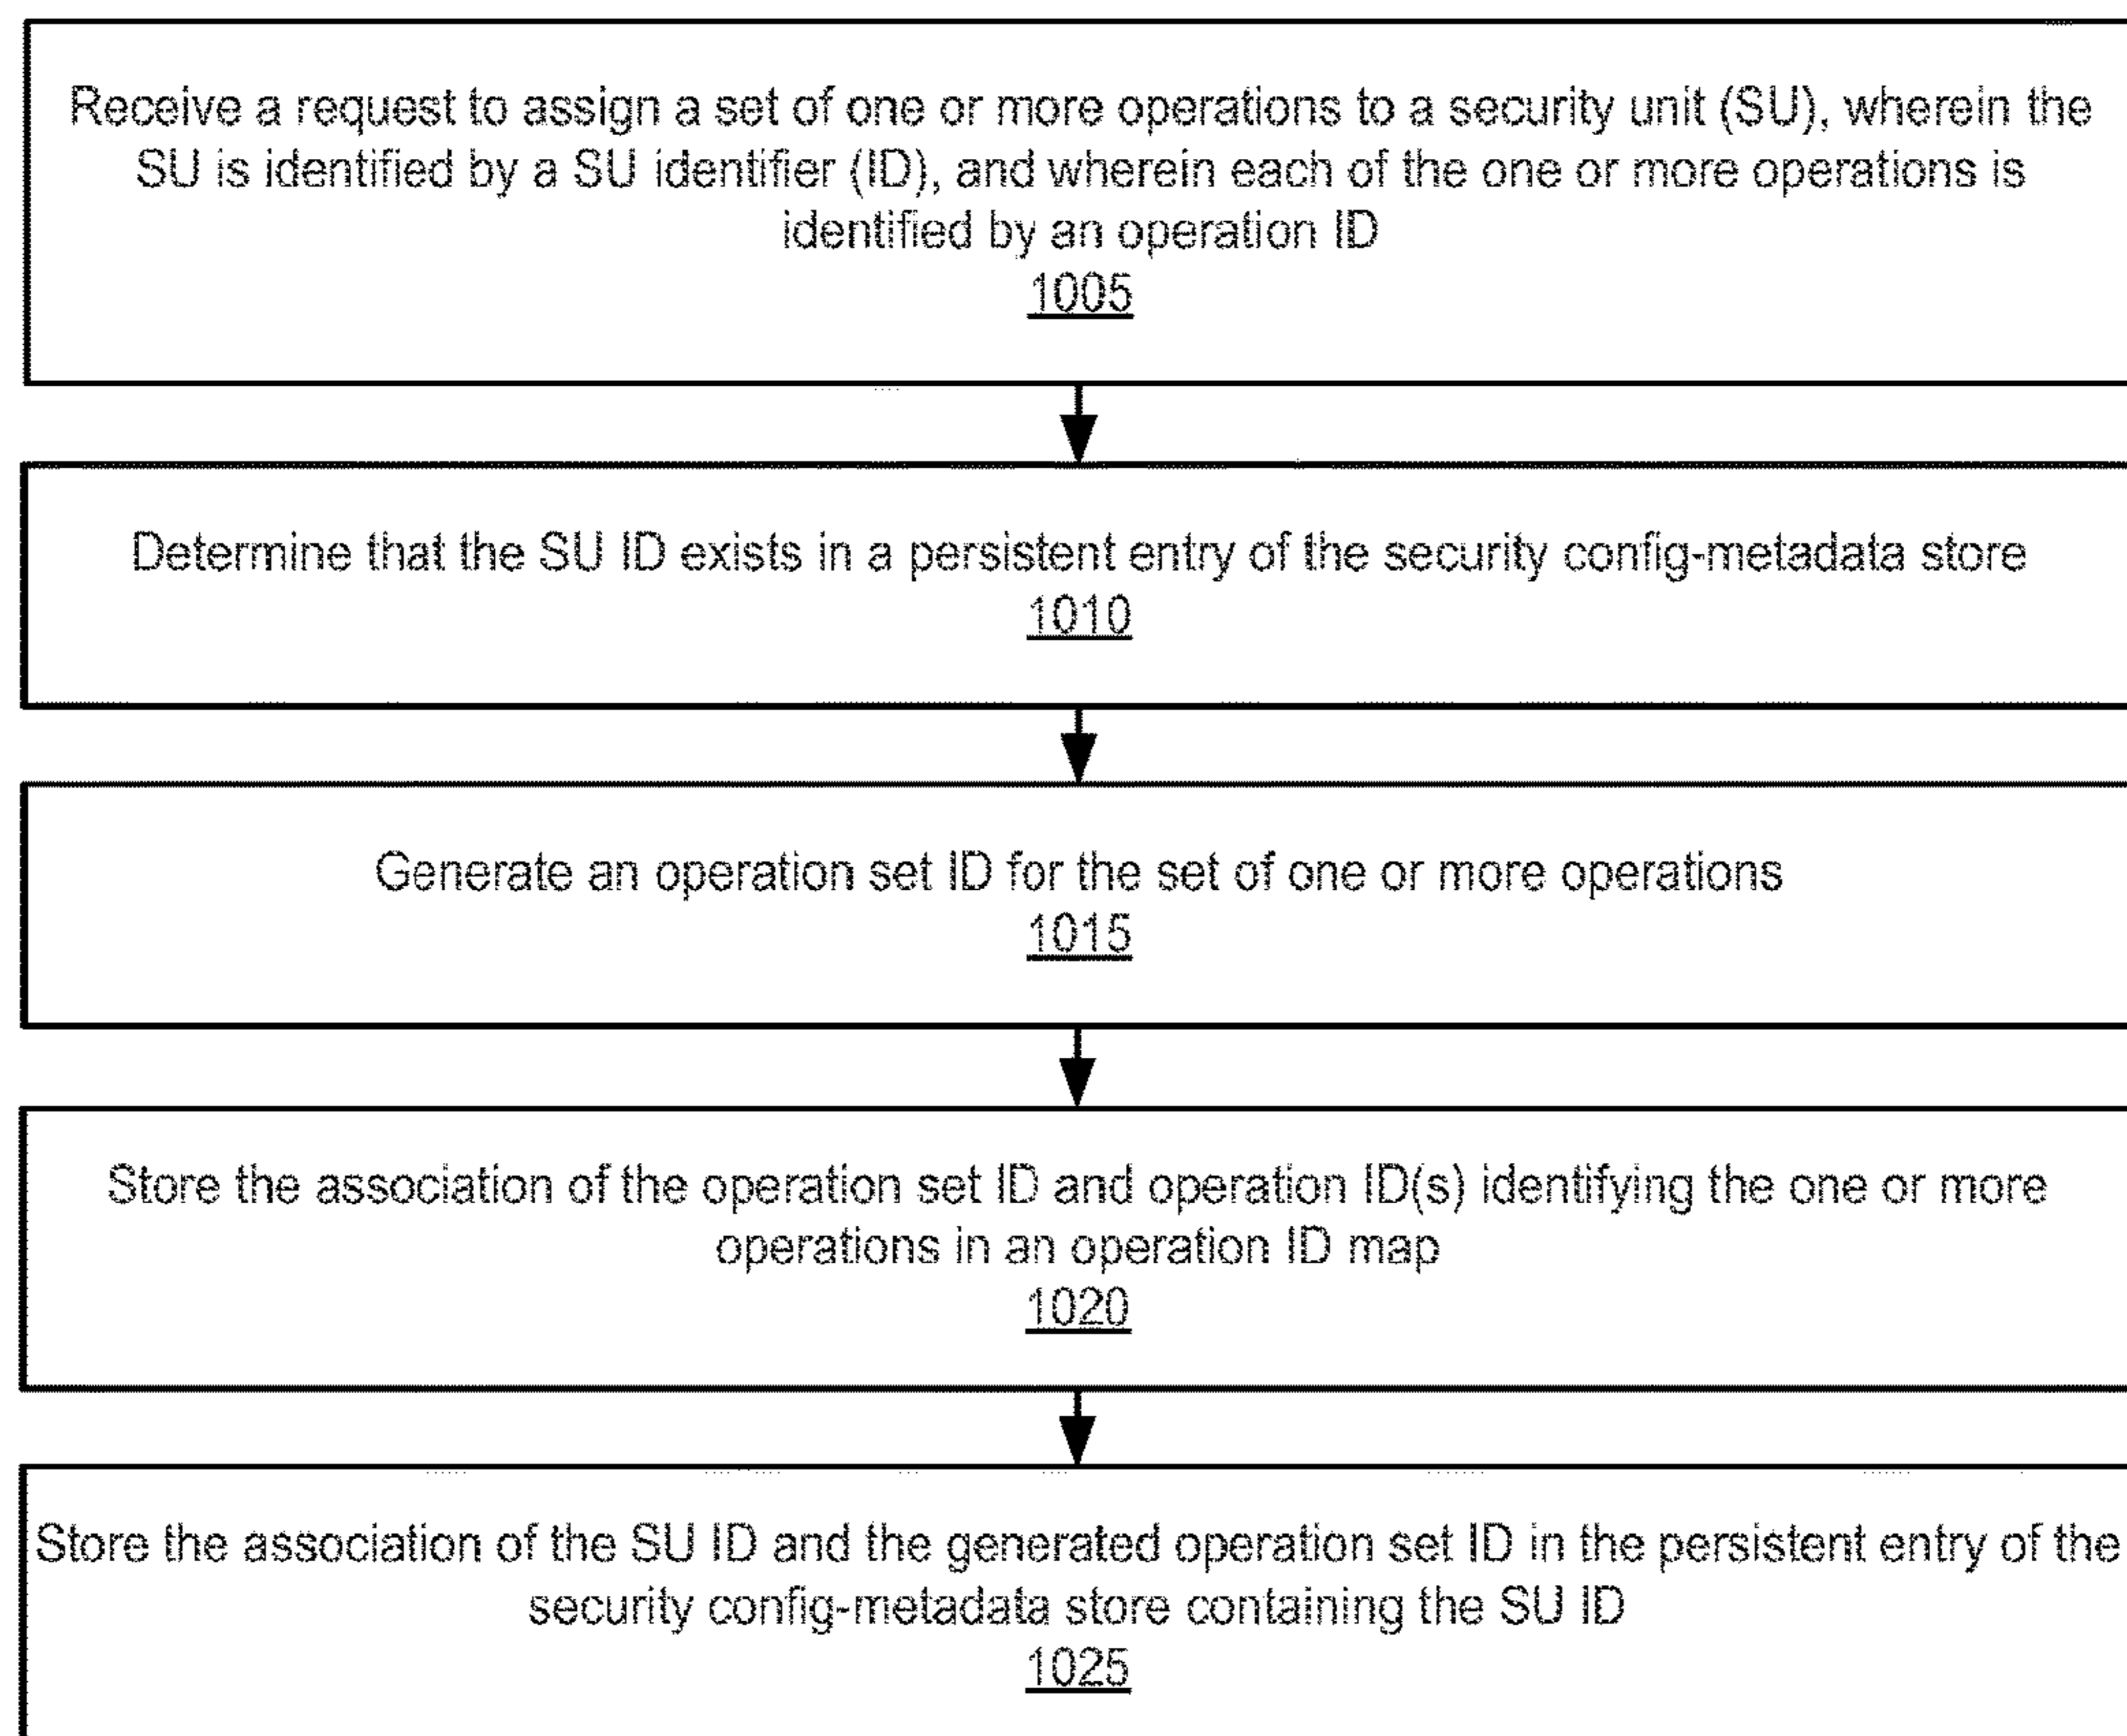 Receive a request to assign a set of one or more operations to a security unit (SU), wherein the
SU is identified by a SU identifier (ID), and wherein each of the one or more operations is
identified by an operation ID
1005
Determine that the SU ID exists in a persistent entry of the security config-metadata store
1010
Generate an operation set ID for the set of one or more operations
1015
Store the association of the operation set ID and operation ID(s) identifying the one or more
operations in an operation ID map
1020
Store the association of the SU ID and the generated operation set ID in the persistent entry of the
security config-metadata store containing the SU ID
1025